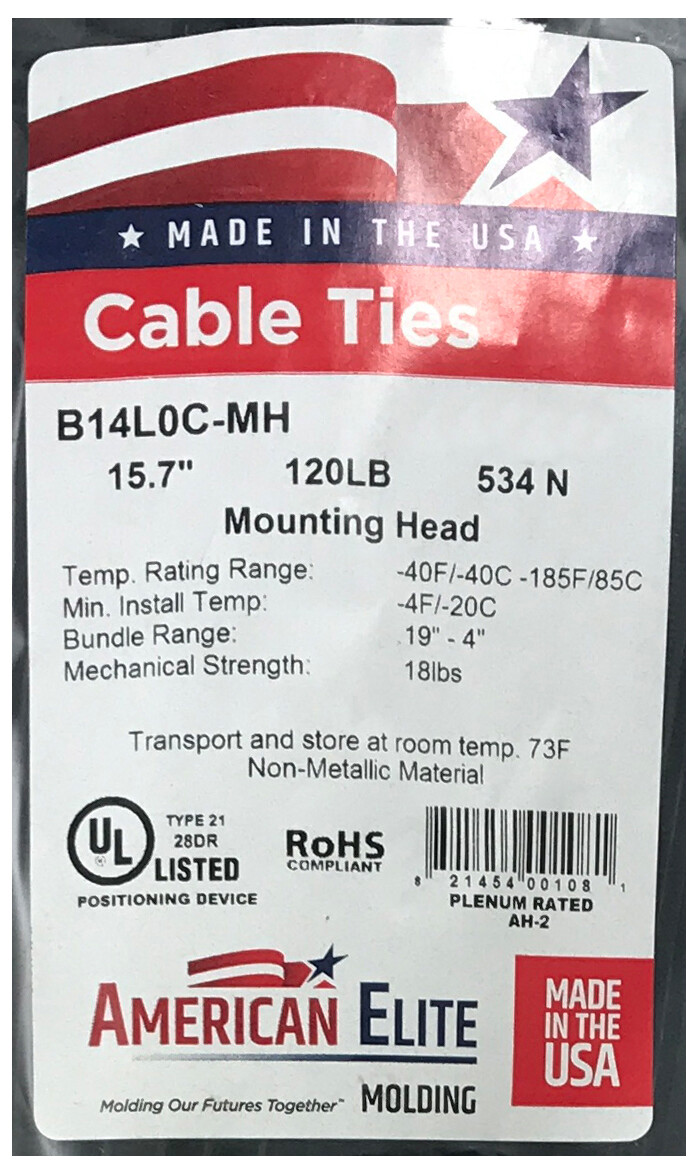 ★ MADE IN THE USA ★
Cable Ties
B14L0C-MH
15.7" 120LB 534 N
Mounting Head
Temp. Rating Range: -40F/-40C -185F/85C
Min. Install Temp: -4F/-20C
Bundle Range: .19" - 4"
Mechanical Strength: 18lbs
Transport and store at room temp. 73F
Non-Metallic Material
UL
TYPE 21
28DR
LISTED
POSITIONING DEVICE
RoHS
COMPLIANT
8 21454 00108 1
PLENUM RATED
AH-2
AMERICAN ELITE
MOLDING
Molding Our Futures Together™
MADE
IN THE
USA